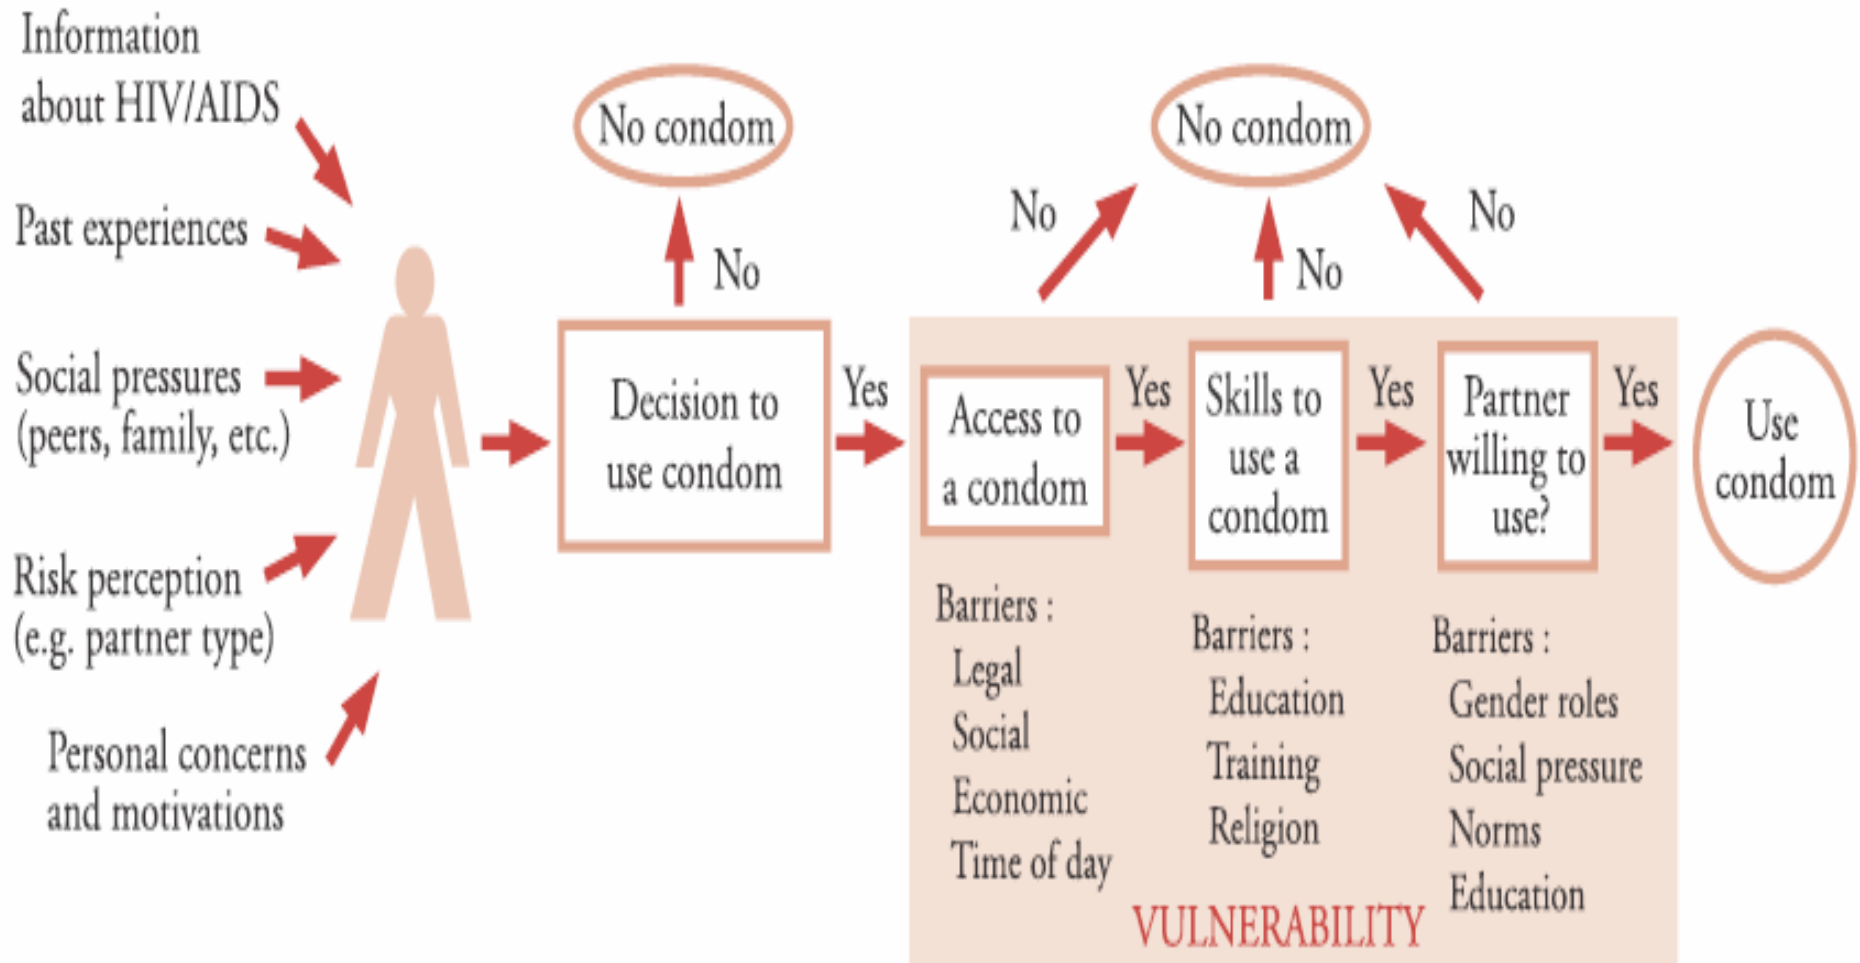 Information
about HIV/AIDS
Past experiences
Social pressures
(peers, family, etc.)
Risk perception
(e.g. partner type)
Personal concerns
and motivations
No condom
No
Decision to
use condom
Yes
No condom
No
No
No
Access to
a condom
Yes
Skills to
use a
condom
Yes
Partner
willing to
use?
Yes
Use
condom
Barriers :
Legal
Social
Economic
Time of day
Barriers :
Education
Training
Religion
Barriers :
Gender roles
Social pressure
Norms
Education
VULNERABILITY